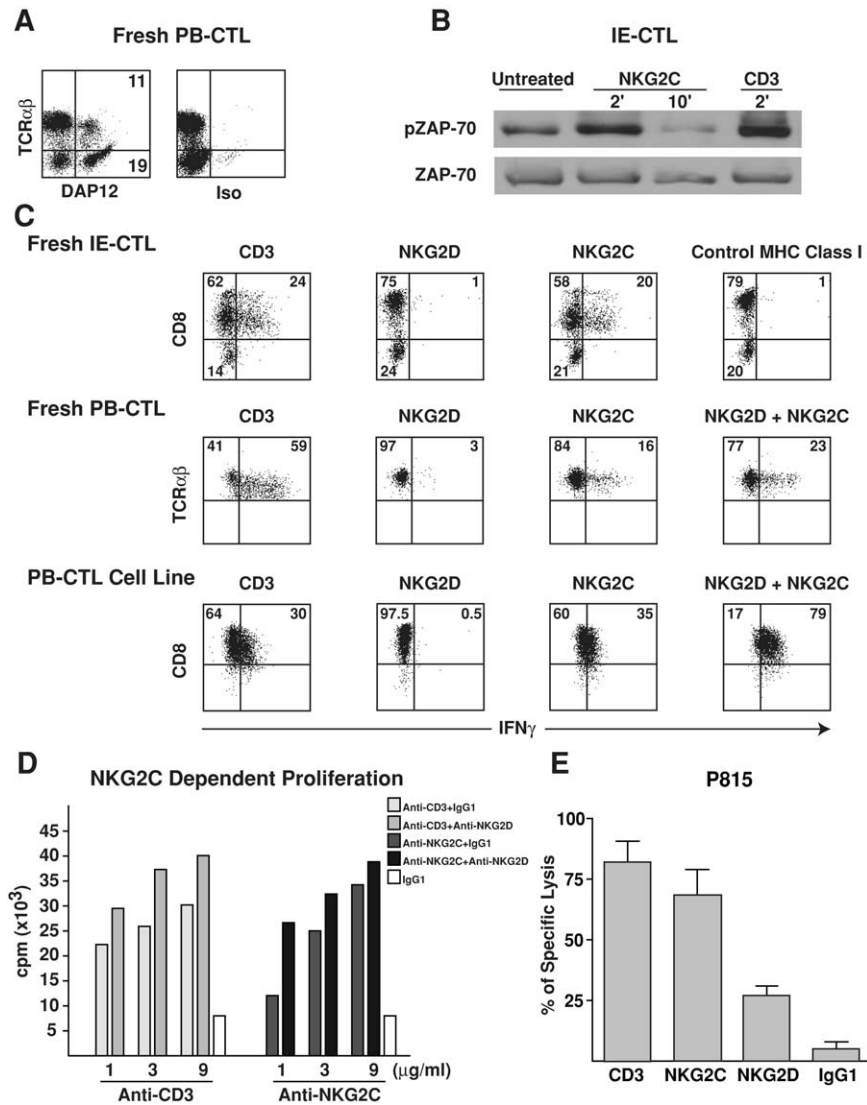 A
Fresh PB-CTL
TCRαβ
11
19
DAP12
Iso
B
IE-CTL
Untreated NKG2C CD3
2' 10' 2'
pZAP-70
ZAP-70
C
Fresh IE-CTL
CD3 NKG2D NKG2C Control MHC Class I
CD8
62 24 75 1 58 20 79 1
14 24 21 20
Fresh PB-CTL
CD3 NKG2D NKG2C NKG2D + NKG2C
TCRαβ
41 59 97 3 84 16 77 23
PB-CTL Cell Line
CD3 NKG2D NKG2C NKG2D + NKG2C
CD8
64 30 97.5 0.5 60 35 17 79
IFNγ
D
NKG2C Dependent Proliferation
Anti-CD3+IgG1
Anti-CD3+Anti-NKG2D
Anti-NKG2C+IgG1
Anti-NKG2C+Anti-NKG2D
IgG1
cpm (x10³)
45
40
35
30
25
20
15
10
5
1 3 9 1 3 9 (μg/ml)
Anti-CD3 Anti-NKG2C
E
P815
% of Specific Lysis
100
75
50
25
CD3 NKG2C NKG2D IgG1